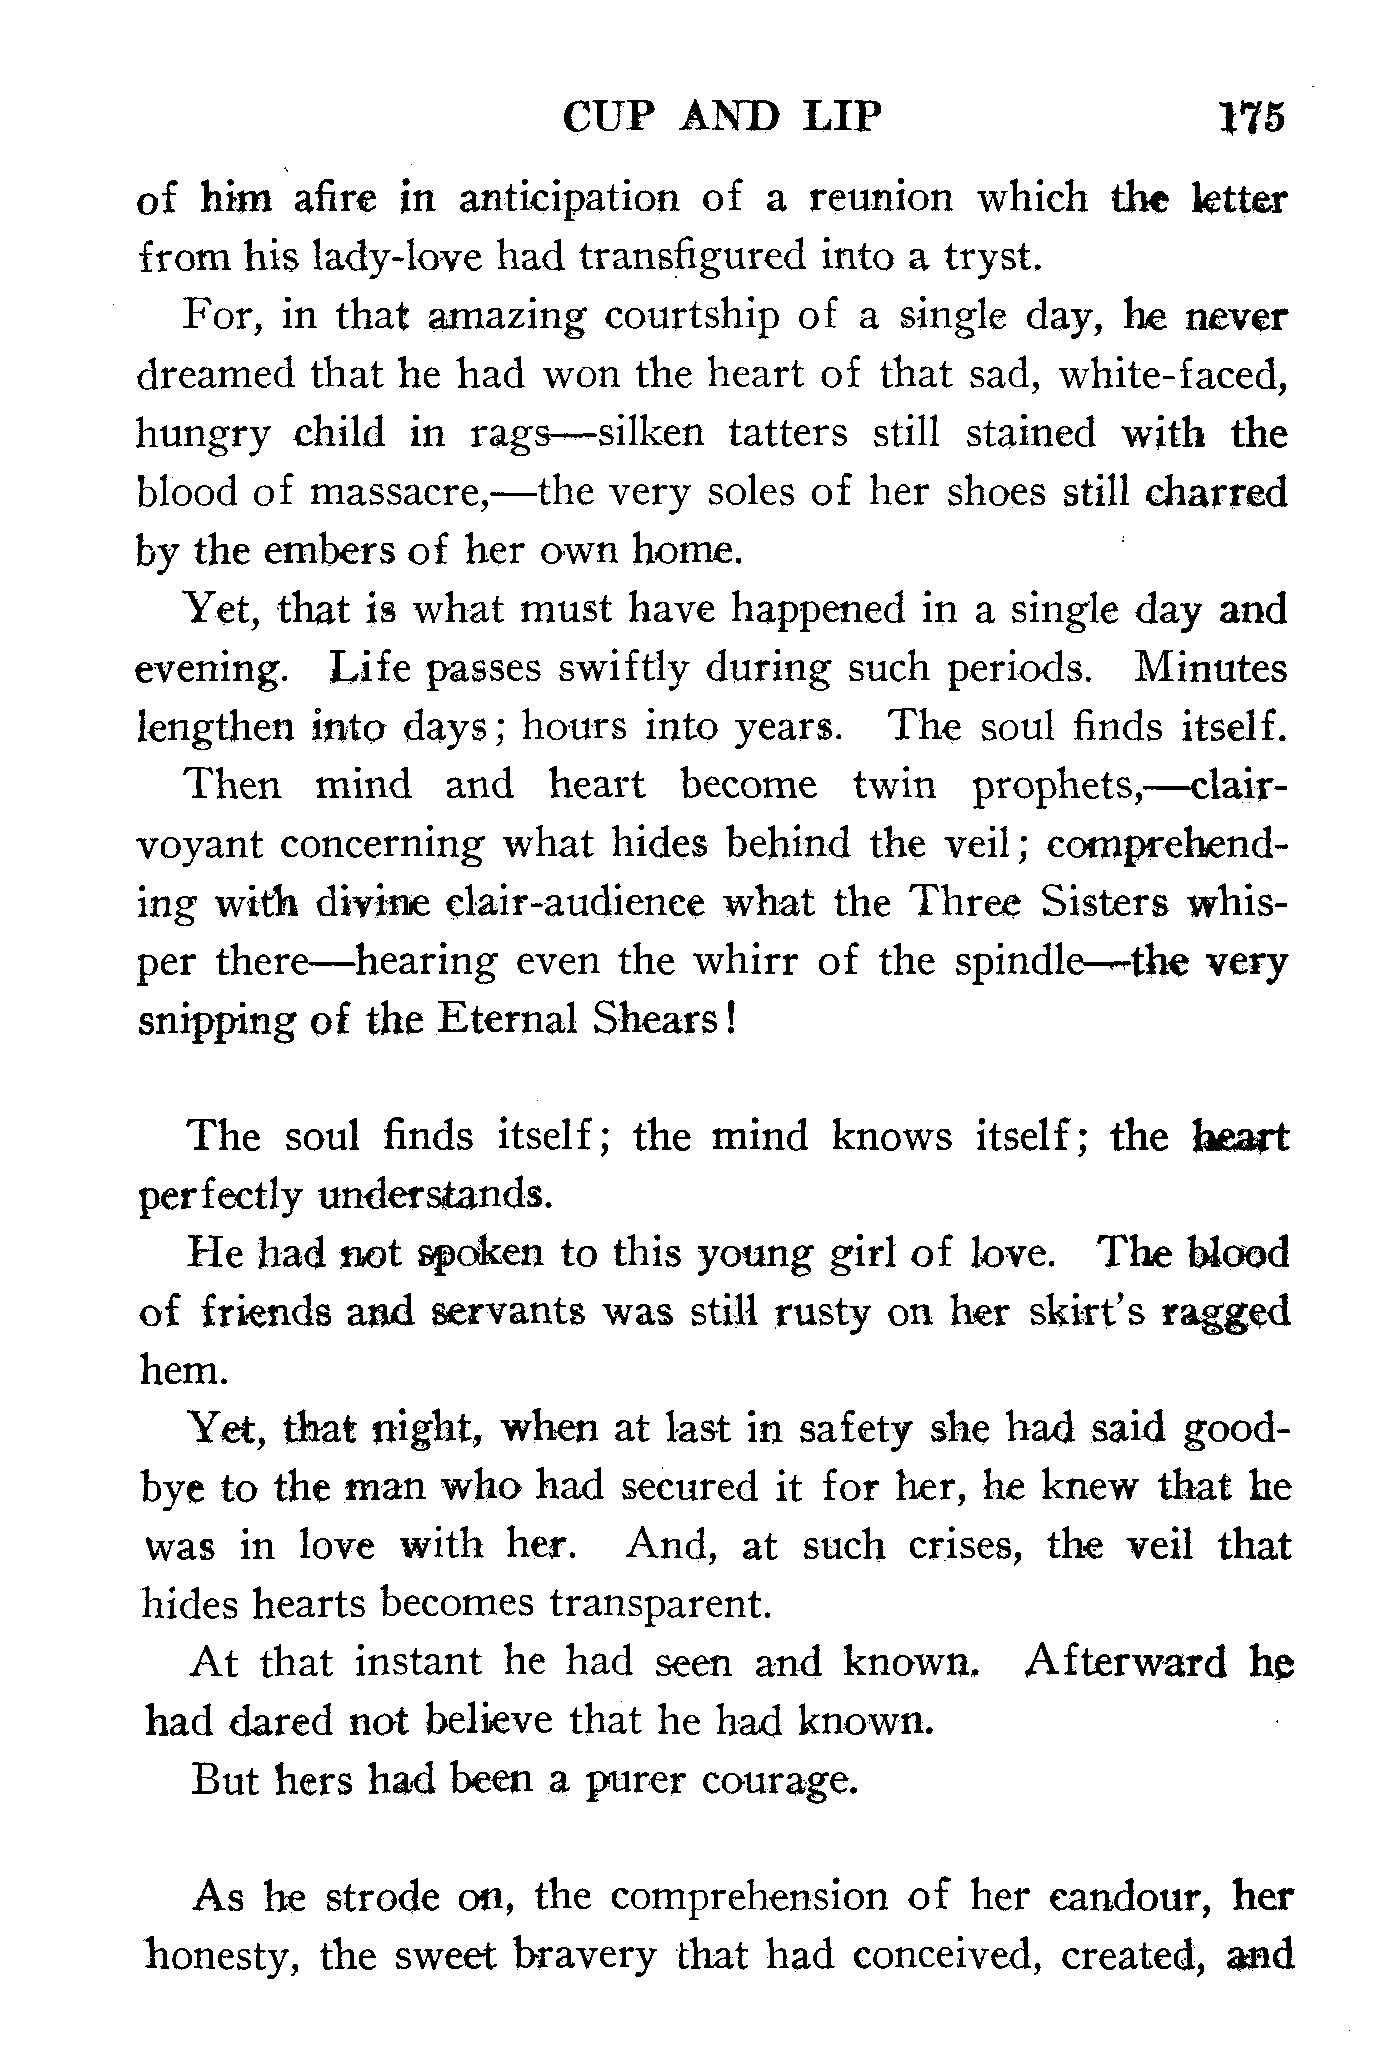 CUP AND LIP 175
of him afire in anticipation of a reunion which the letter
from his lady-love had transfigured into a tryst.
For, in that amazing courtship of a single day, he never
dreamed that he had won the heart of that sad, white-faced,
hungry child in rags—silken tatters still stained with the
blood of massacre,—the very soles of her shoes still charred
by the embers of her own home.
Yet, that is what must have happened in a single day and
evening. Life passes swiftly during such periods. Minutes
lengthen into days; hours into years. The soul finds itself.
Then mind and heart become twin prophets,—clair-
voyant concerning what hides behind the veil; comprehend-
ing with divine clair-audience what the Three Sisters whis-
per there—hearing even the whirr of the spindle—the very
snipping of the Eternal Shears!
The soul finds itself; the mind knows itself; the heart
perfectly understands.
He had not spoken to this young girl of love. The blood
of friends and servants was still rusty on her skirt's ragged
hem.
Yet, that night, when at last in safety she had said good-
bye to the man who had secured it for her, he knew that he
was in love with her. And, at such crises, the veil that
hides hearts becomes transparent.
At that instant he had seen and known. Afterward he
had dared not believe that he had known.
But hers had been a purer courage.
As he strode on, the comprehension of her candour, her
honesty, the sweet bravery that had conceived, created, and